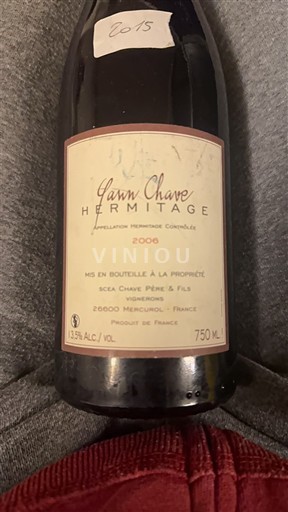 2015
Yann Chave
HERMITAGE
APPELLATION HERMITAGE CONTRÔLÉE
2006
VINIOU
MIS EN BOUTEILLE À LA PROPRIÉTÉ
SCEA CHAVE PÈRE & FILS
VIGNERONS
26600 MERCUROL - FRANCE
PRODUIT DE FRANCE
13,5% ALC./ VOL.
750 ML